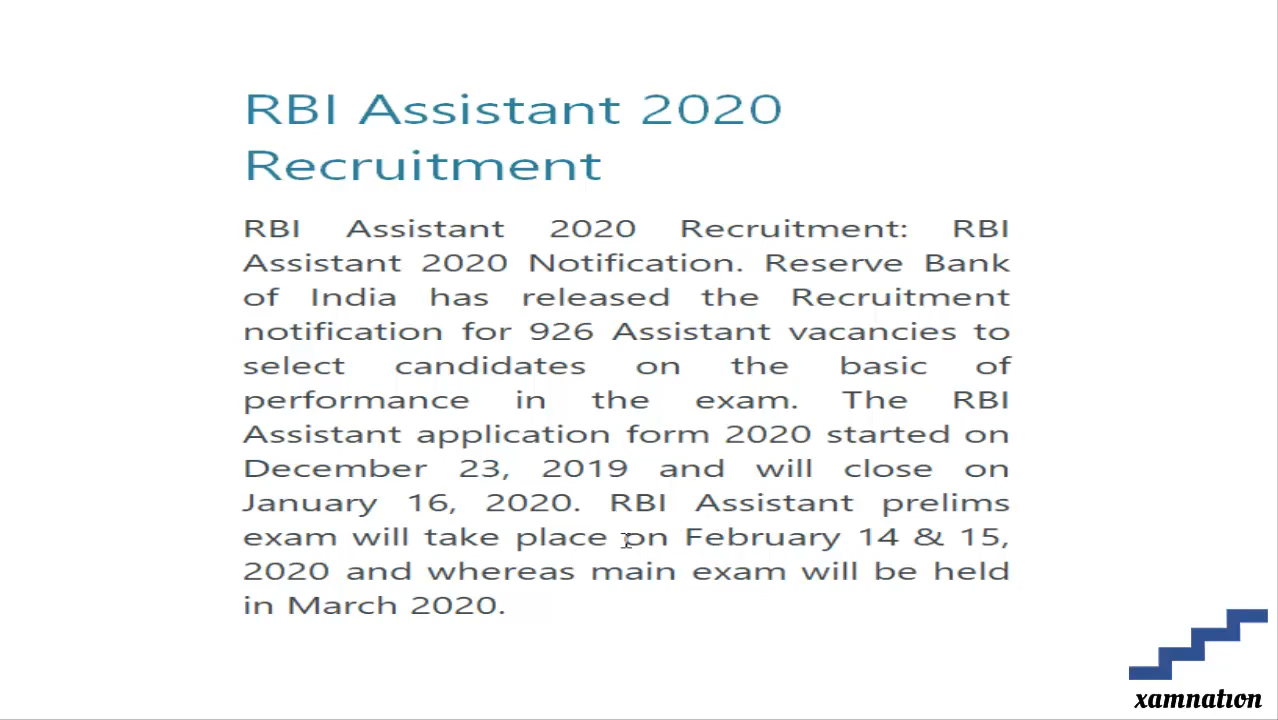 RBI Assistant 2020
Recruitment
RBI Assistant 2020 Recruitment: RBI
Assistant 2020 Notification. Reserve Bank
of India has released the Recruitment
notification for 926 Assistant vacancies to
select candidates on the basic of
performance in the exam. The RBI
Assistant application form 2020 started on
December 23, 2019 and will close on
January 16, 2020. RBI Assistant prelims
exam will take place on February 14 & 15,
2020 and whereas main exam will be held
in March 2020.
xamnation